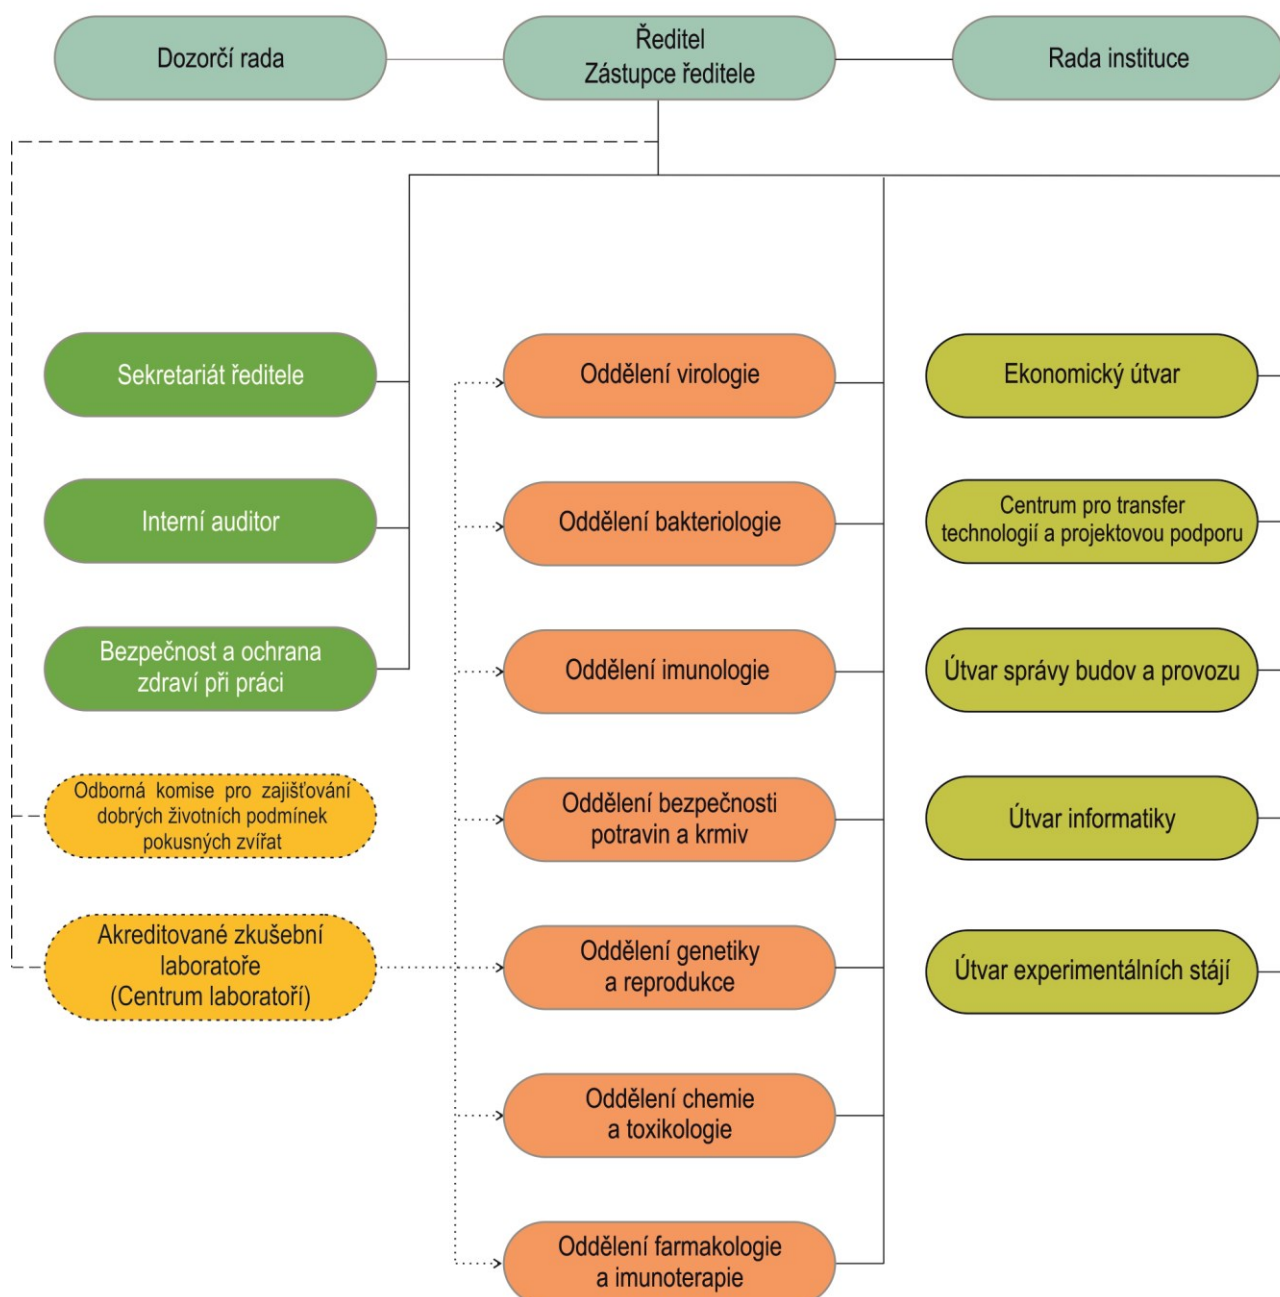 Dozorčí rada
Ředitel
Zástupce ředitele
Rada instituce
Sekretariát ředitele
Interní auditor
Bezpečnost a ochrana
zdraví při práci
Odborná komise pro zajišťování
dobrých životních podmínek
pokusných zvířat
Akreditované zkušební
laboratoře
(Centrum laboratoří)
Oddělení virologie
Oddělení bakteriologie
Oddělení imunologie
Oddělení bezpečnosti
potravin a krmiv
Oddělení genetiky
a reprodukce
Oddělení chemie
a toxikologie
Oddělení farmakologie
a imunoterapie
Ekonomický útvar
Centrum pro transfer
technologií a projektovou podporu
Útvar správy budov a provozu
Útvar informatiky
Útvar experimentálních stájí